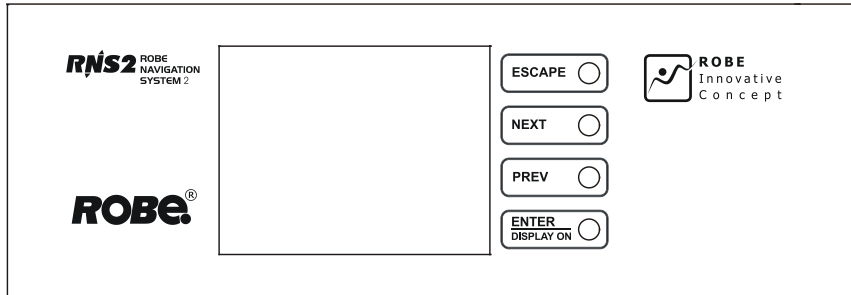 RNS2 ROBE
NAVIGATION
SYSTEM 2
ROBE®
ESCAPE
NEXT
PREV
ENTER
DISPLAY ON
ROBE
Innovative
Concept